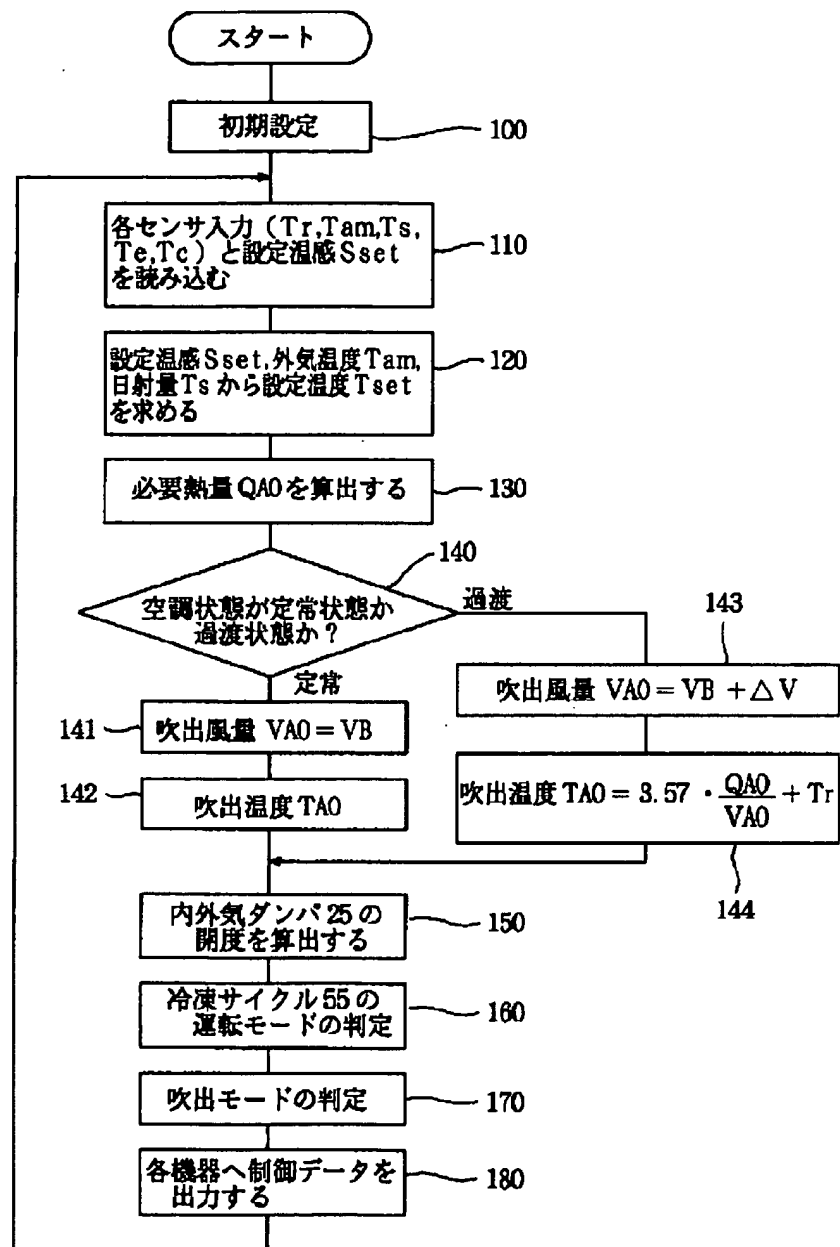 スタート
初期設定
100
各センサ入力（Tr,Tam,Ts,
Te,Tc）と設定温感Sset
を読み込む
110
設定温感Sset,外気温度Tam,
日射量Tsから設定温度Tset
を求める
120
必要熱量QA0を算出する
130
140
空調状態が定常状態か
過渡状態か？
過渡
定常
143
吹出風量 VA0＝VB＋△V
141
吹出風量 VA0＝VB
142
吹出温度TA0
吹出温度TA0＝3.57・QA0/VA0＋Tr
144
内外気ダンパ25の
開度を算出する
150
冷凍サイクル55の
運転モードの判定
160
吹出モードの判定
170
各機器へ制御データを
出力する
180